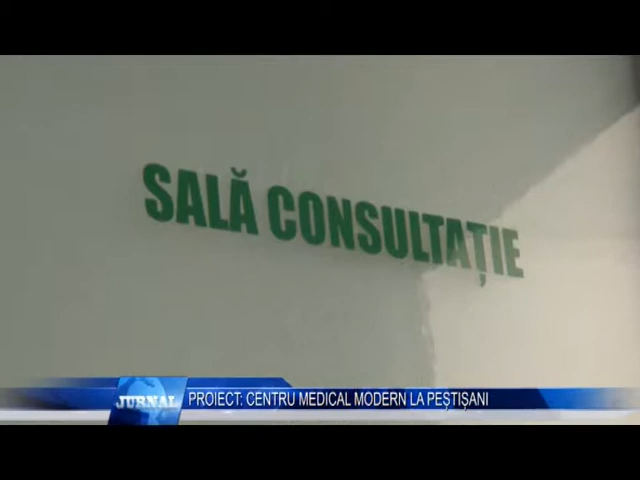 SALĂ CONSULTAȚIE
JURNAL
PROIECT: CENTRU MEDICAL MODERN LA PEȘTIȘANI